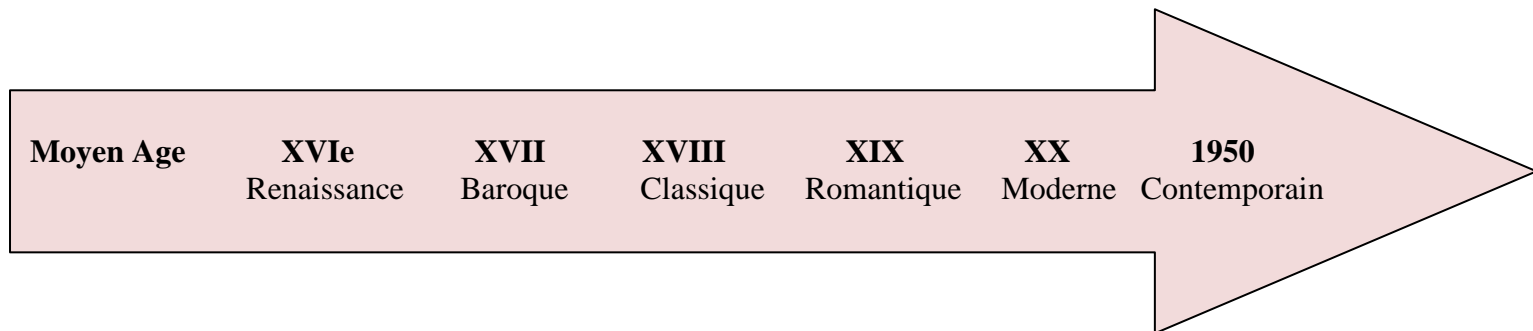 Moyen Age XVIe XVII XVIII XIX XX 1950
Renaissance Baroque Classique Romantique Moderne Contemporain